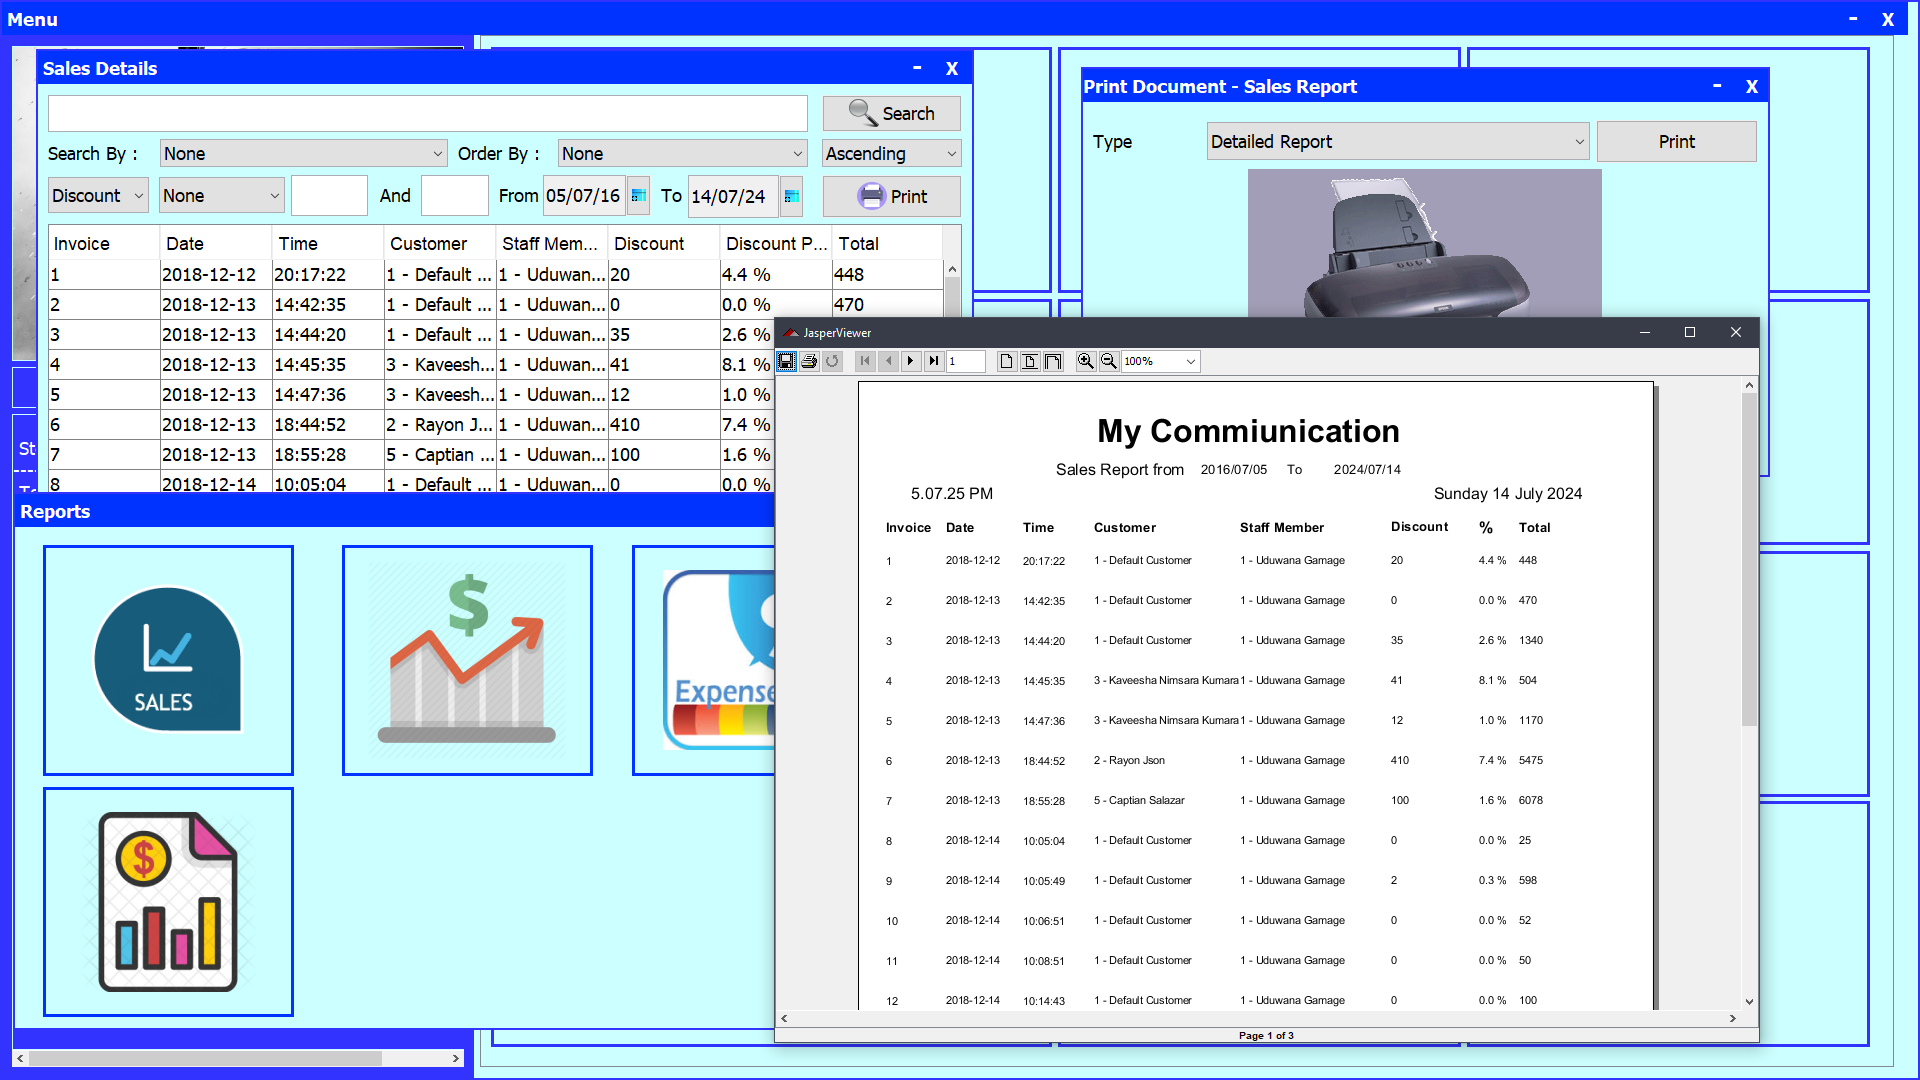 Menu
- X
Sales Details - X
Search
Search By : None Order By : None Ascending
Discount None And From 05/07/16 To 14/07/24 Print
Invoice Date Time Customer Staff Mem... Discount Discount P... Total
1 2018-12-12 20:17:22 1 - Default ... 1 - Uduwan... 20 4.4 % 448
2 2018-12-13 14:42:35 1 - Default ... 1 - Uduwan... 0 0.0 % 470
3 2018-12-13 14:44:20 1 - Default ... 1 - Uduwan... 35 2.6 %
4 2018-12-13 14:45:35 3 - Kaveesh... 1 - Uduwan... 41 8.1 %
5 2018-12-13 14:47:36 3 - Kaveesh... 1 - Uduwan... 12 1.0 %
6 2018-12-13 18:44:52 2 - Rayon J... 1 - Uduwan... 410 7.4 %
7 2018-12-13 18:55:28 5 - Captian ... 1 - Uduwan... 100 1.6 %
8 2018-12-14 10:05:04 1 - Default ... 1 - Uduwan... 0 0.0 %
Print Document - Sales Report - X
Type Detailed Report Print
St
Reports
SALES
$
Expense
$
JasperViewer
1 100%
My Commiunication
Sales Report from 2016/07/05 To 2024/07/14
5.07.25 PM Sunday 14 July 2024
Invoice Date Time Customer Staff Member Discount % Total
1 2018-12-12 20:17:22 1 - Default Customer 1 - Uduwana Gamage 20 4.4 % 448
2 2018-12-13 14:42:35 1 - Default Customer 1 - Uduwana Gamage 0 0.0 % 470
3 2018-12-13 14:44:20 1 - Default Customer 1 - Uduwana Gamage 35 2.6 % 1340
4 2018-12-13 14:45:35 3 - Kaveesha Nimsara Kumara 1 - Uduwana Gamage 41 8.1 % 504
5 2018-12-13 14:47:36 3 - Kaveesha Nimsara Kumara 1 - Uduwana Gamage 12 1.0 % 1170
6 2018-12-13 18:44:52 2 - Rayon Json 1 - Uduwana Gamage 410 7.4 % 5475
7 2018-12-13 18:55:28 5 - Captian Salazar 1 - Uduwana Gamage 100 1.6 % 6078
8 2018-12-14 10:05:04 1 - Default Customer 1 - Uduwana Gamage 0 0.0 % 25
9 2018-12-14 10:05:49 1 - Default Customer 1 - Uduwana Gamage 2 0.3 % 598
10 2018-12-14 10:06:51 1 - Default Customer 1 - Uduwana Gamage 0 0.0 % 52
11 2018-12-14 10:08:51 1 - Default Customer 1 - Uduwana Gamage 0 0.0 % 50
12 2018-12-14 10:14:43 1 - Default Customer 1 - Uduwana Gamage 0 0.0 % 100
Page 1 of 3